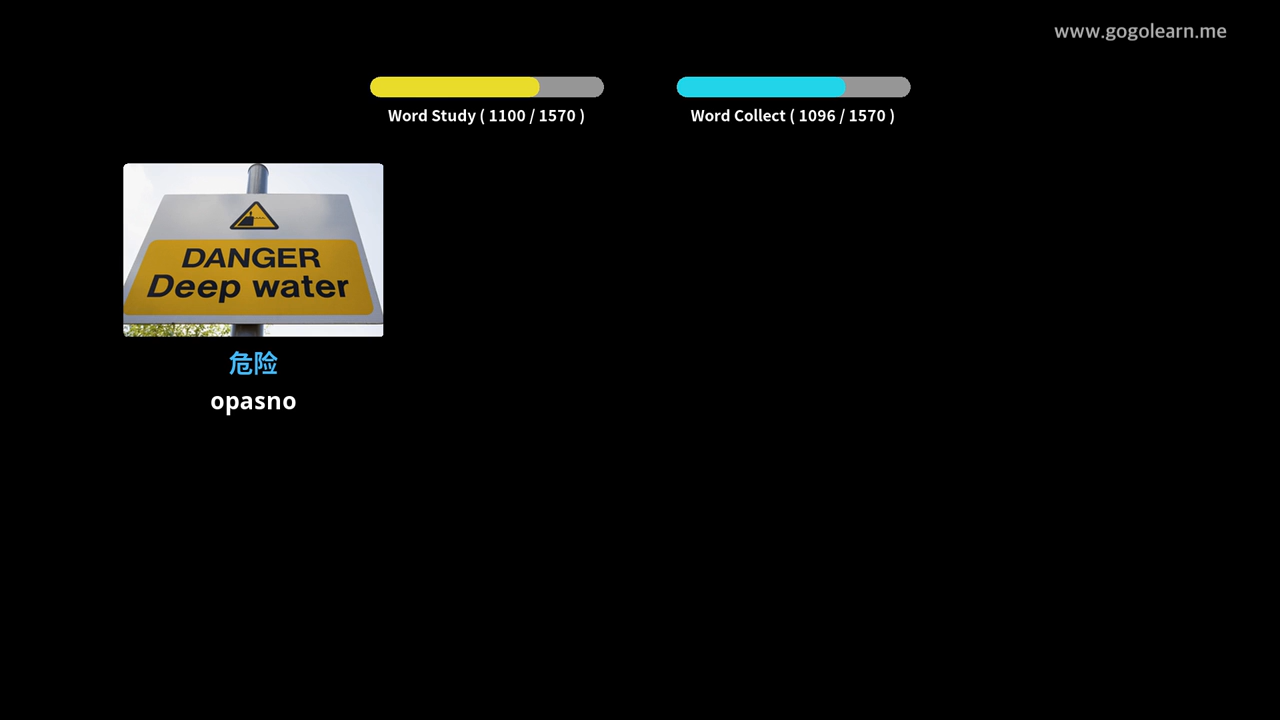 www.gogolearn.me
Word Study ( 1100 / 1570 )
Word Collect ( 1096 / 1570 )
DANGER
Deep water
危险
opasno